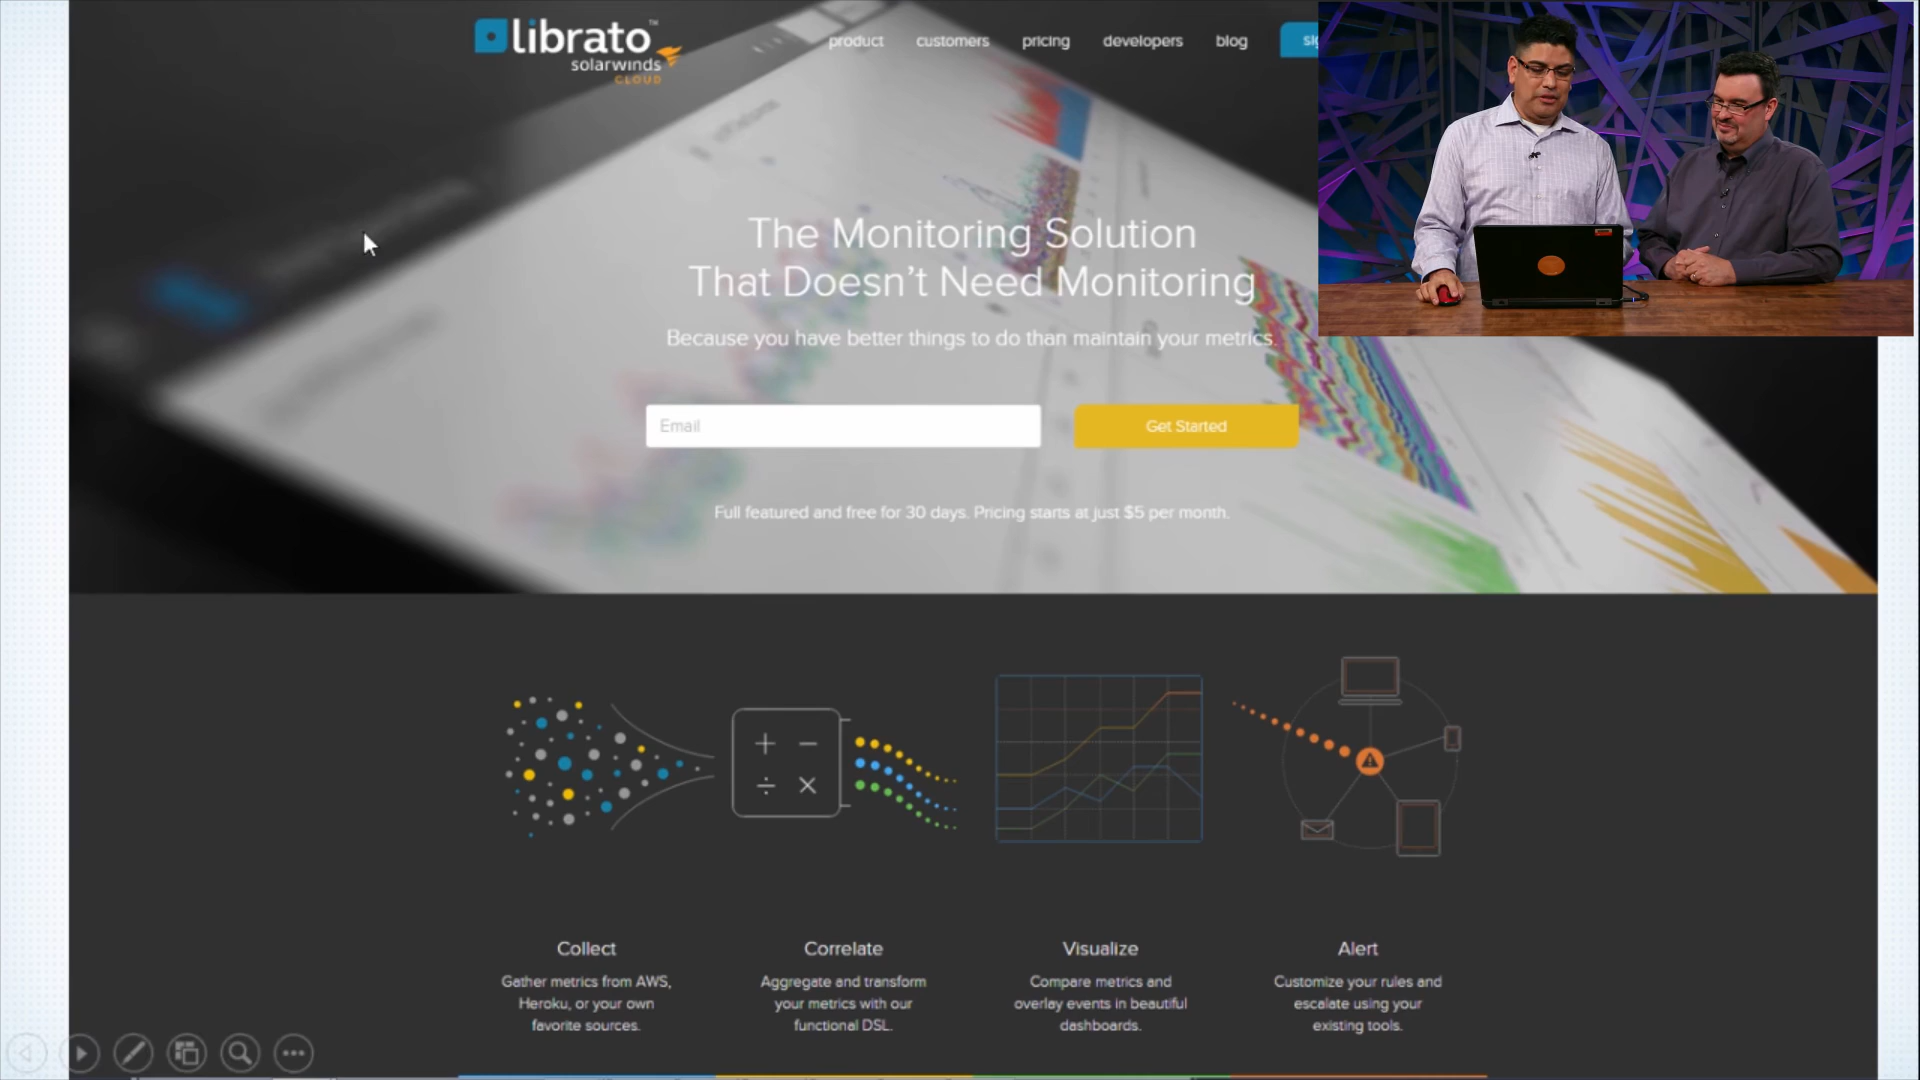 librato™
solarwinds
CLOUD
product customers pricing developers blog
The Monitoring Solution
That Doesn't Need Monitoring
Because you have better things to do than maintain your metrics.
Email
Get Started
Full featured and free for 30 days. Pricing starts at just $5 per month.
Collect
Gather metrics from AWS,
Heroku, or your own
favorite sources.
Correlate
Aggregate and transform
your metrics with our
functional DSL.
Visualize
Compare metrics and
overlay events in beautiful
dashboards.
Alert
Customize your rules and
escalate using your
existing tools.